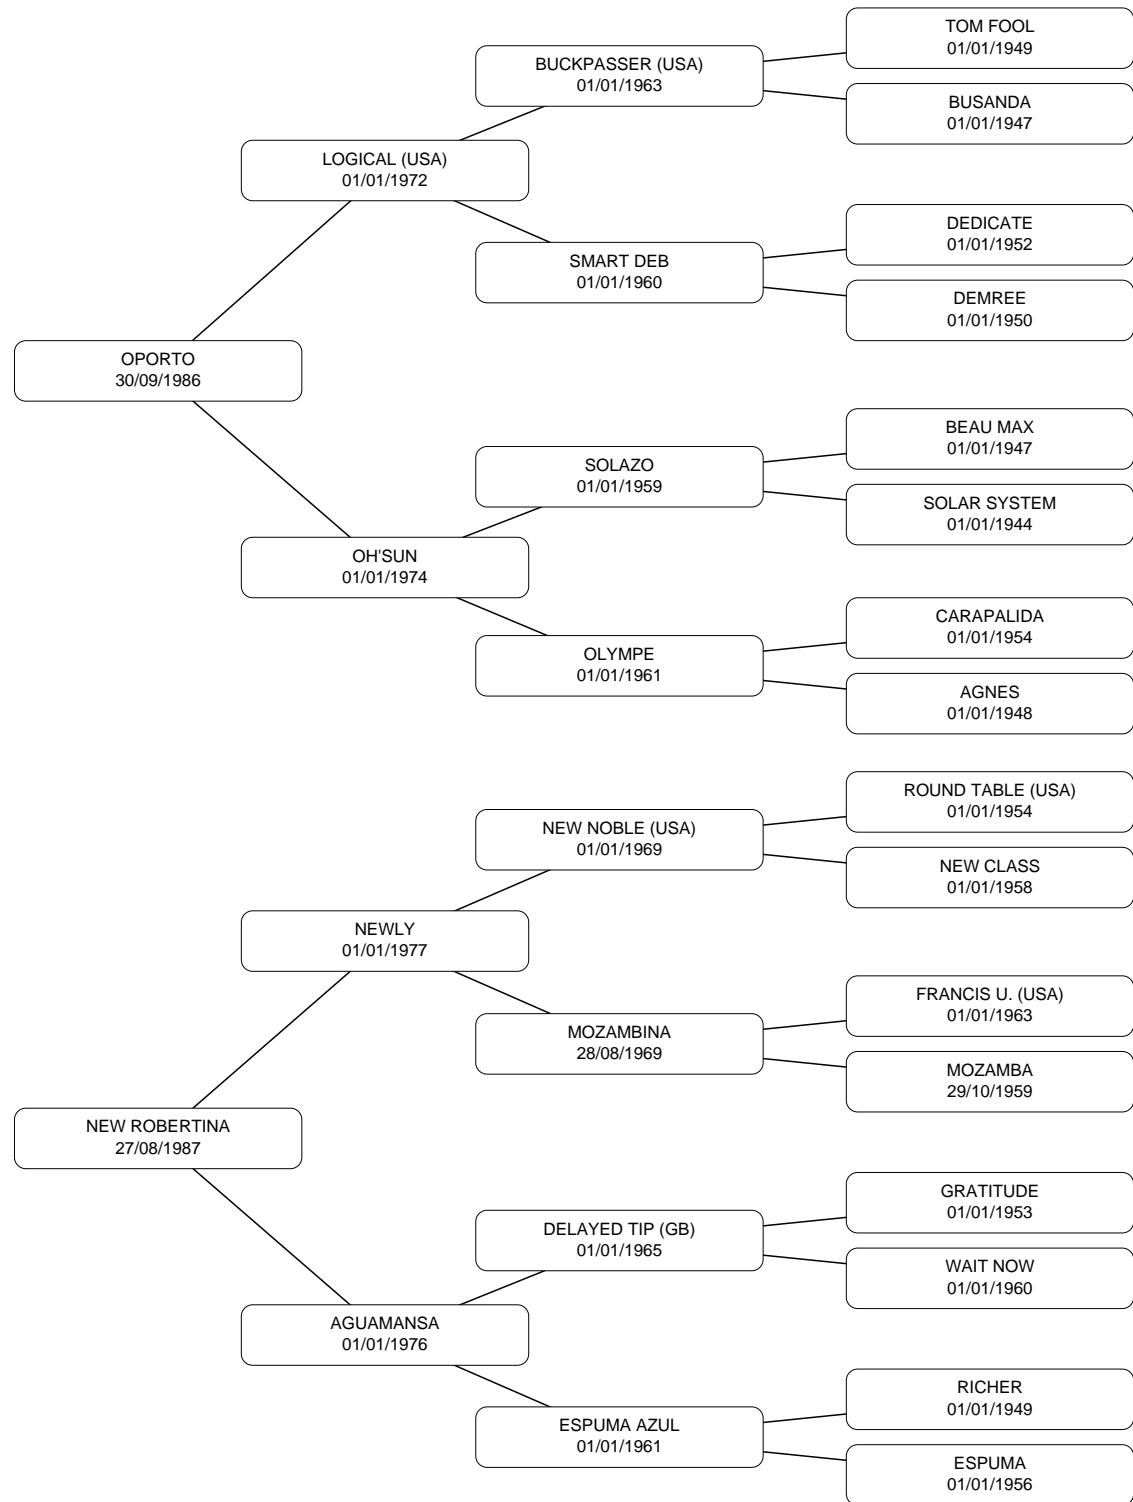 TOM FOOL
01/01/1949
BUCKPASSER (USA)
01/01/1963
BUSANDA
01/01/1947
LOGICAL (USA)
01/01/1972
DEDICATE
01/01/1952
SMART DEB
01/01/1960
DEMREE
01/01/1950
OPORTO
30/09/1986
BEAU MAX
01/01/1947
SOLAZO
01/01/1959
SOLAR SYSTEM
01/01/1944
OH'SUN
01/01/1974
CARAPALIDA
01/01/1954
OLYMPE
01/01/1961
AGNES
01/01/1948
ROUND TABLE (USA)
01/01/1954
NEW NOBLE (USA)
01/01/1969
NEW CLASS
01/01/1958
NEWLY
01/01/1977
FRANCIS U. (USA)
01/01/1963
MOZAMBINA
28/08/1969
MOZAMBA
29/10/1959
NEW ROBERTINA
27/08/1987
GRATITUDE
01/01/1953
DELAYED TIP (GB)
01/01/1965
WAIT NOW
01/01/1960
AGUAMANSA
01/01/1976
RICHER
01/01/1949
ESPUMA AZUL
01/01/1961
ESPUMA
01/01/1956